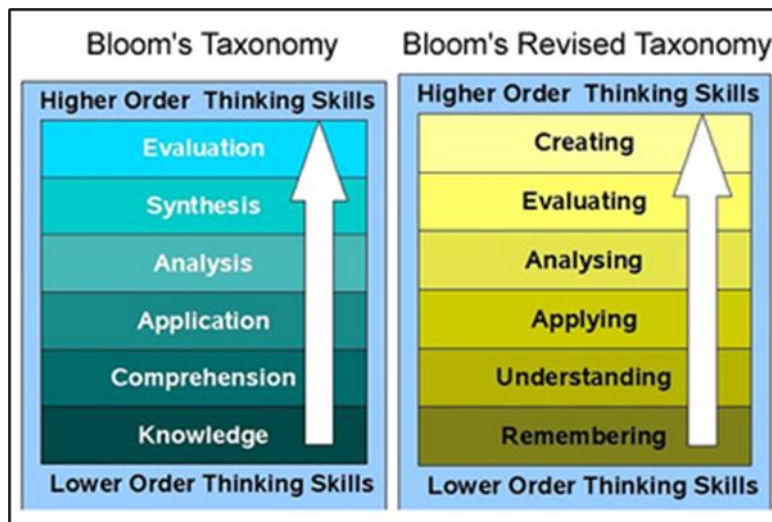 Bloom's Taxonomy
Higher Order Thinking Skills
Evaluation
Synthesis
Analysis
Application
Comprehension
Knowledge
Lower Order Thinking Skills
Bloom's Revised Taxonomy
Higher Order Thinking Skills
Creating
Evaluating
Analysing
Applying
Understanding
Remembering
Lower Order Thinking Skills